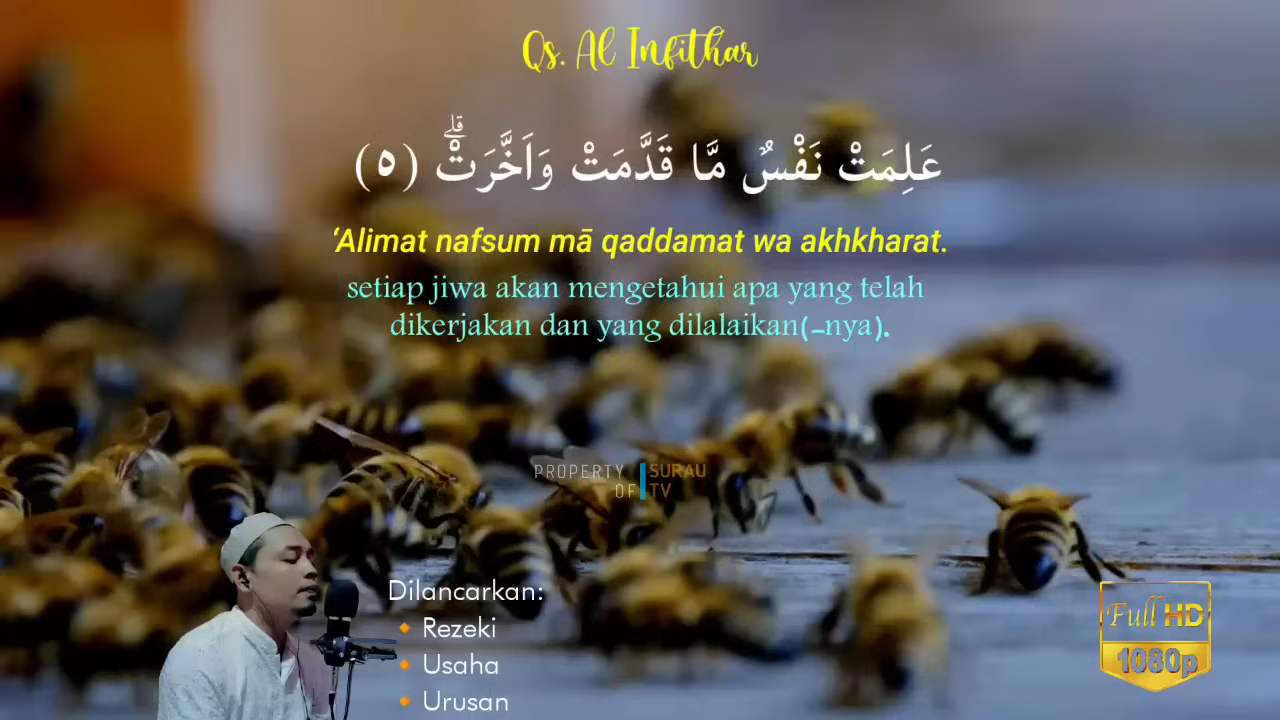 Qs. Al Infithar
عَلِمَتْ نَفْسٌ مَّا قَدَّمَتْ وَاَخَّرَتْۗ (٥)
‘Alimat nafsum mā qaddamat wa akhkharat.
setiap jiwa akan mengetahui apa yang telah
dikerjakan dan yang dilalaikan(-nya).
PROPERTY OF SURAU TV
Dilancarkan:
🔸 Rezeki
🔸 Usaha
🔸 Urusan
Full HD
1080p